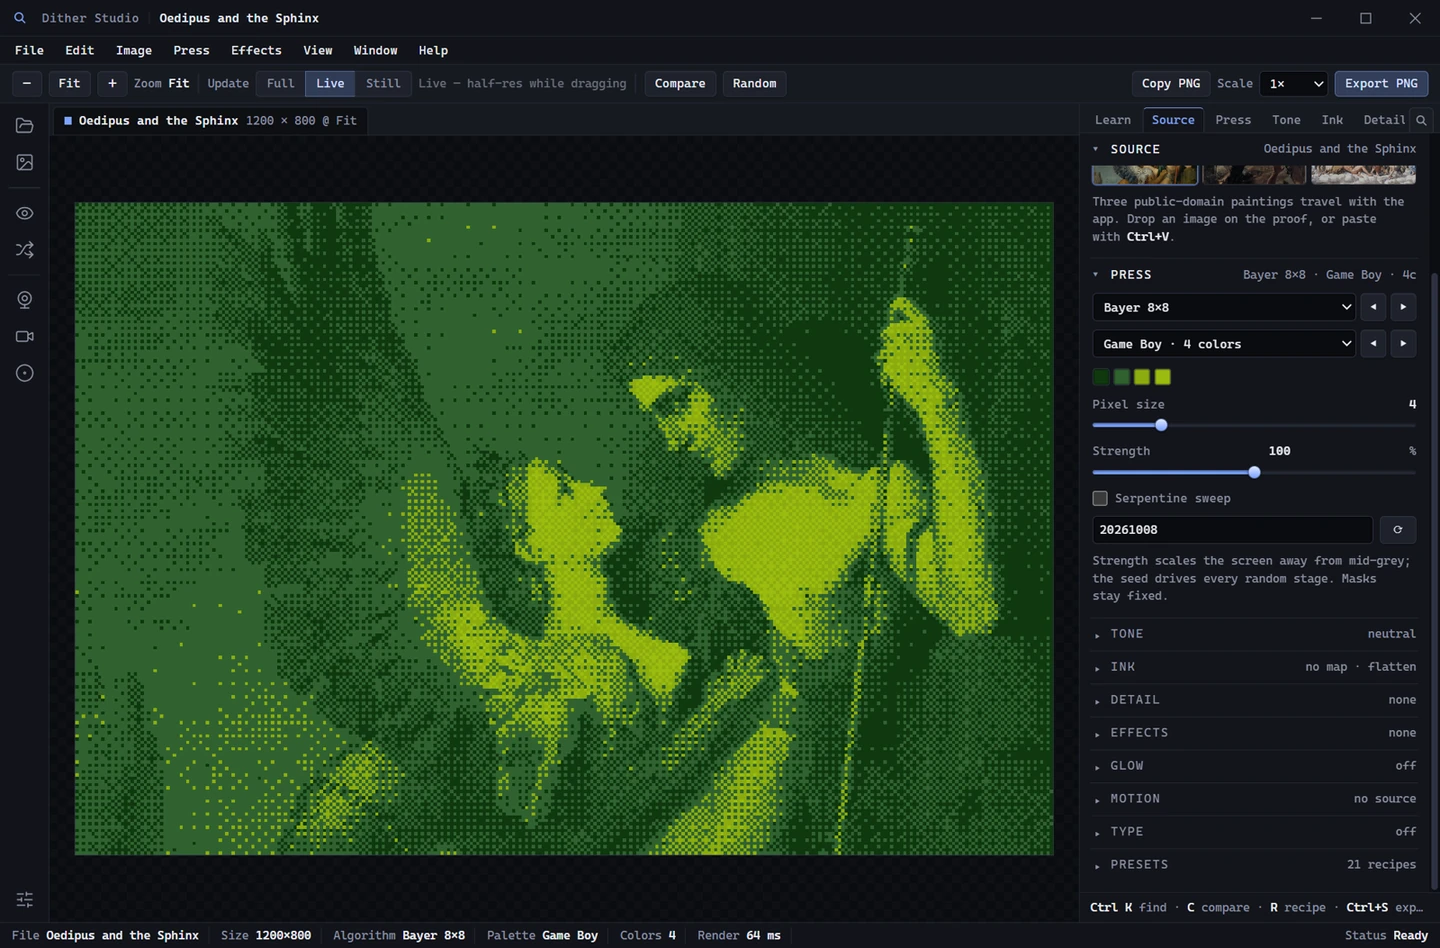 Dither Studio Oedipus and the Sphinx
File Edit Image Press Effects View Window Help
− Fit + Zoom Fit Update Full Live Still Live — half-res while dragging Compare Random Copy PNG Scale 1× Export PNG
Oedipus and the Sphinx 1200 × 800 @ Fit
Learn Source Press Tone Ink Detail
SOURCE Oedipus and the Sphinx
Three public-domain paintings travel with the
app. Drop an image on the proof, or paste
with Ctrl+V.
PRESS Bayer 8×8 · Game Boy · 4c
Bayer 8×8
Game Boy · 4 colors
Pixel size 4
Strength 100 %
Serpentine sweep
20261008
Strength scales the screen away from mid-grey;
the seed drives every random stage. Masks
stay fixed.
TONE neutral
INK no map · flatten
DETAIL none
EFFECTS none
GLOW off
MOTION no source
TYPE off
PRESETS 21 recipes
Ctrl K find · C compare · R recipe · Ctrl+S exp…
File Oedipus and the Sphinx Size 1200×800 Algorithm Bayer 8×8 Palette Game Boy Colors 4 Render 64 ms Status Ready